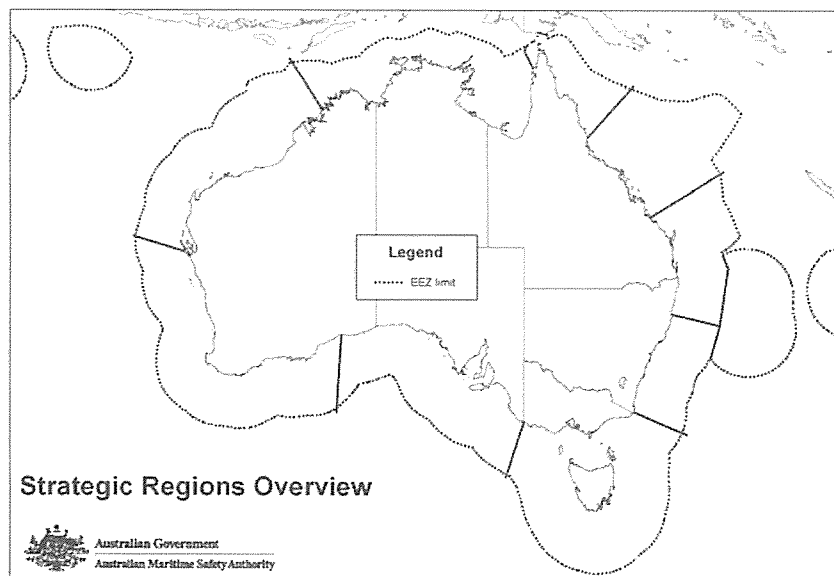 Legend
EEZ limit
Strategic Regions Overview
Australian Government
Australian Maritime Safety Authority